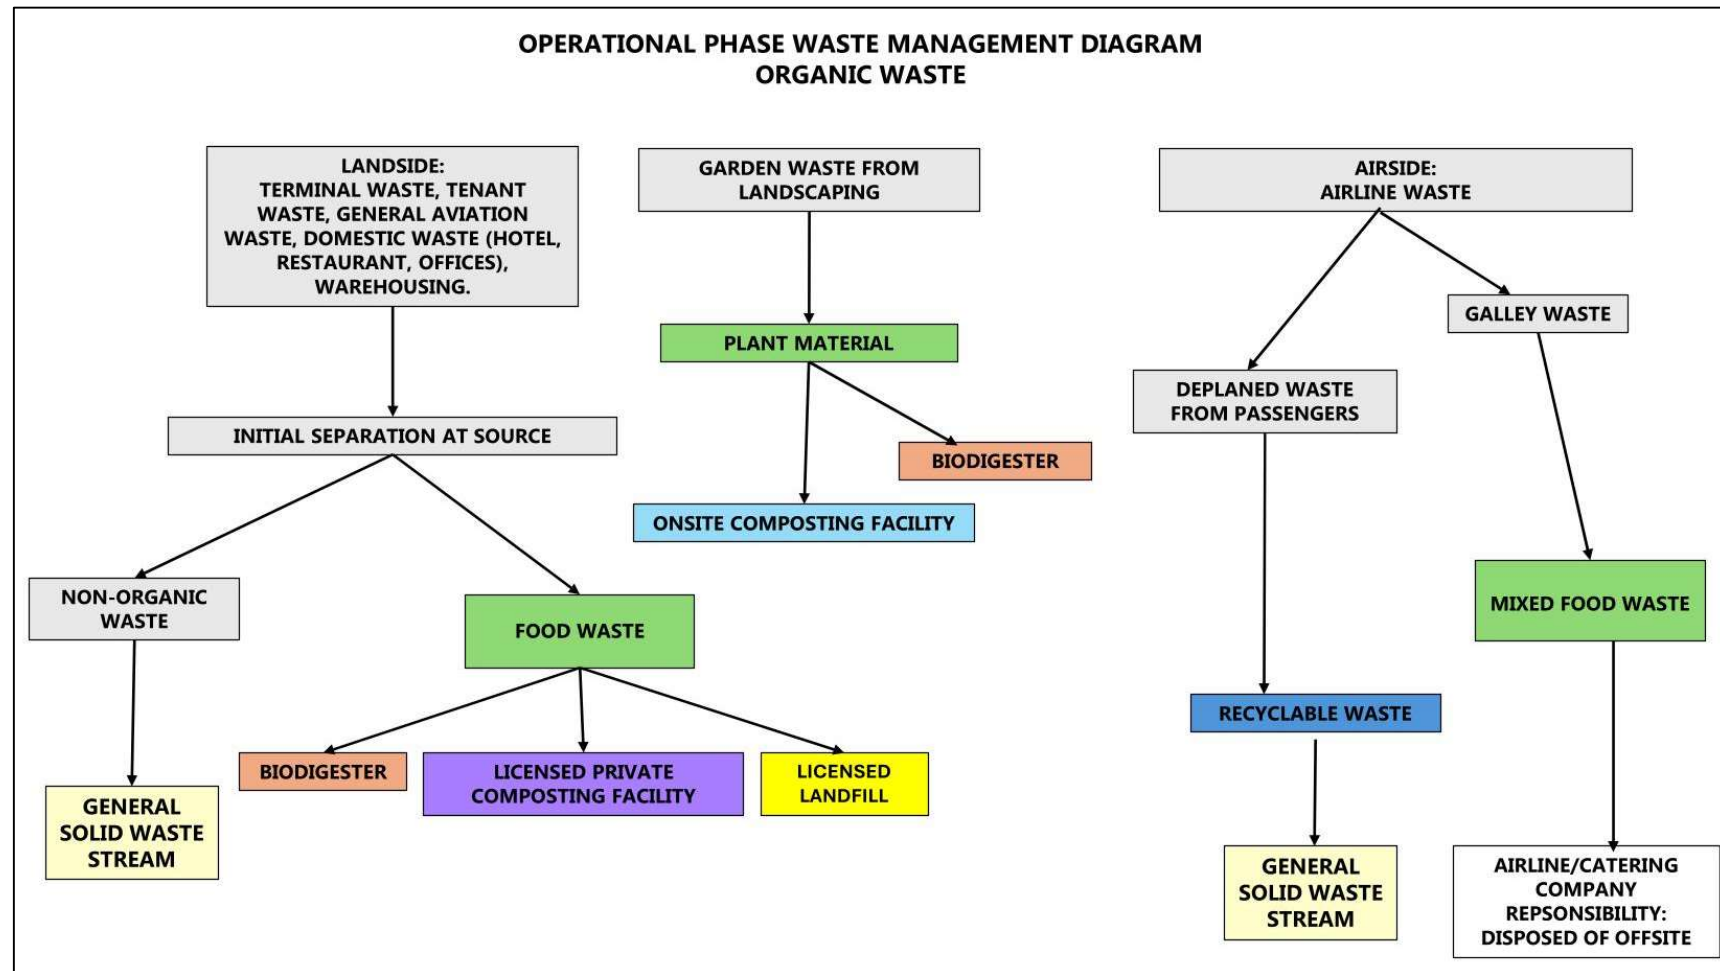 OPERATIONAL PHASE WASTE MANAGEMENT DIAGRAM
ORGANIC WASTE
LANDSIDE:
TERMINAL WASTE, TENANT
WASTE, GENERAL AVIATION
WASTE, DOMESTIC WASTE (HOTEL,
RESTAURANT, OFFICES),
WAREHOUSING.
GARDEN WASTE FROM
LANDSCAPING
AIRSIDE:
AIRLINE WASTE
GALLEY WASTE
PLANT MATERIAL
DEPLANED WASTE
FROM PASSENGERS
INITIAL SEPARATION AT SOURCE
BIODIGESTER
ONSITE COMPOSTING FACILITY
NON-ORGANIC
WASTE
FOOD WASTE
MIXED FOOD WASTE
RECYCLABLE WASTE
BIODIGESTER
LICENSED PRIVATE
COMPOSTING FACILITY
LICENSED
LANDFILL
GENERAL
SOLID WASTE
STREAM
GENERAL
SOLID WASTE
STREAM
AIRLINE/CATERING
COMPANY
REPSONSIBILITY:
DISPOSED OF OFFSITE